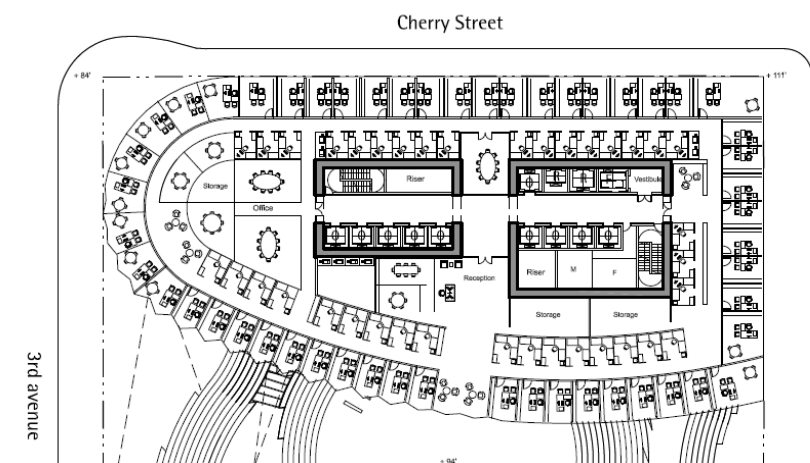 Cherry Street
+ 84'
+ 111'
Riser
Vestibule
Storage
Office
Reception
Riser
M
F
Storage
Storage
3rd avenue
+ 94'